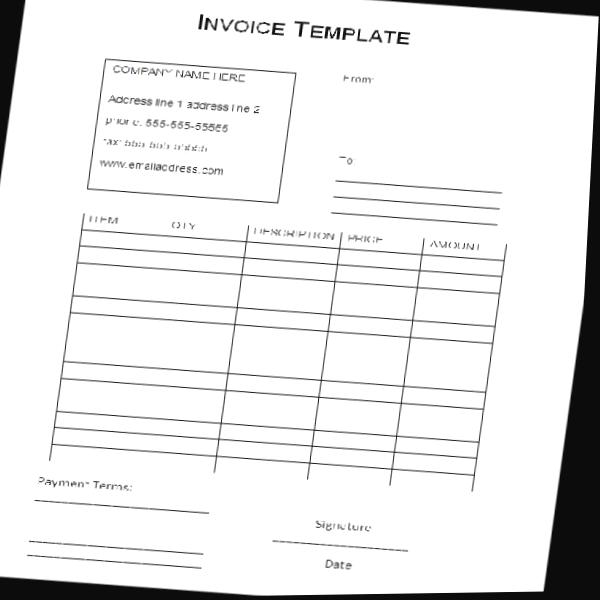 INVOICE TEMPLATE
COMPANY NAME HERE
Address line 1 address line 2
phone: 555-555-55555
fax: 555 555 55555
www.emailaddress.com
From:
To
ITEM QTY DESCRIPTION PRICE AMOUNT
Payment Terms:
Signature
Date